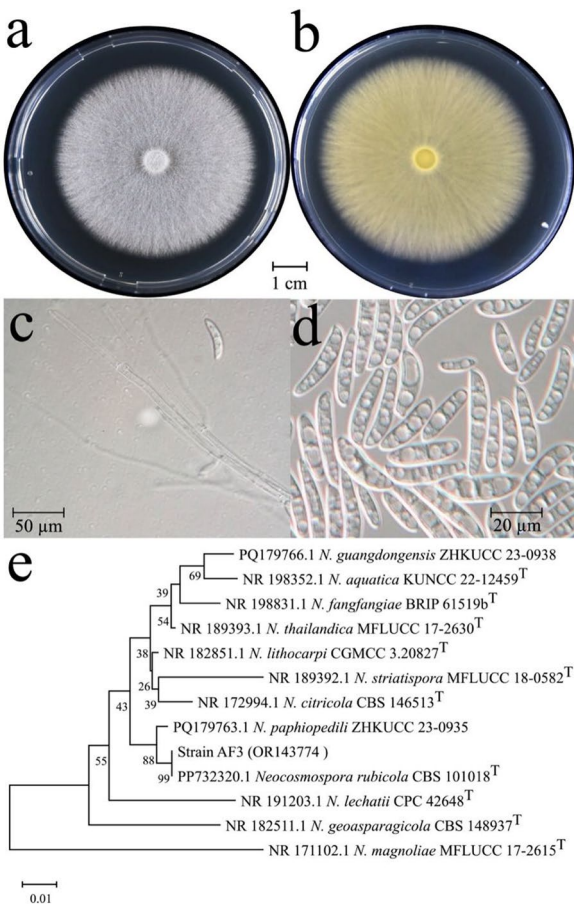 a
b
1 cm
c
d
50 µm
20 µm
e
PQ179766.1 N. guangdongensis ZHKUCC 23-0938
69
NR 198352.1 N. aquatica KUNCC 22-12459T
39
NR 198831.1 N. fangfangiae BRIP 61519bT
54
NR 189393.1 N. thailandica MFLUCC 17-2630T
38
NR 182851.1 N. lithocarpi CGMCC 3.20827T
NR 189392.1 N. striatispora MFLUCC 18-0582T
26
39
NR 172994.1 N. citricola CBS 146513T
43
PQ179763.1 N. paphiopedili ZHKUCC 23-0935
Strain AF3 (OR143774 )
88
55
99
PP732320.1 Neocosmospora rubicola CBS 101018T
NR 191203.1 N. lechatii CPC 42648T
NR 182511.1 N. geoasparagicola CBS 148937T
NR 171102.1 N. magnoliae MFLUCC 17-2615T
0.01